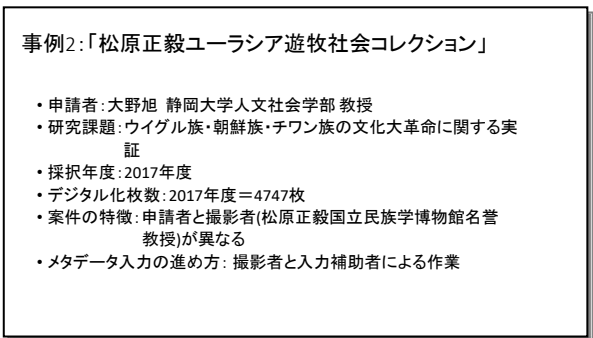 事例2:「松原正毅ユーラシア遊牧社会コレクション」
• 申請者:大野旭 静岡大学人文社会学部 教授
• 研究課題:ウイグル族・朝鮮族・チワン族の文化大革命に関する実
証
• 採択年度:2017年度
• デジタル化枚数:2017年度=4747枚
• 案件の特徴:申請者と撮影者(松原正毅国立民族学博物館名誉
教授)が異なる
• メタデータ入力の進め方: 撮影者と入力補助者による作業